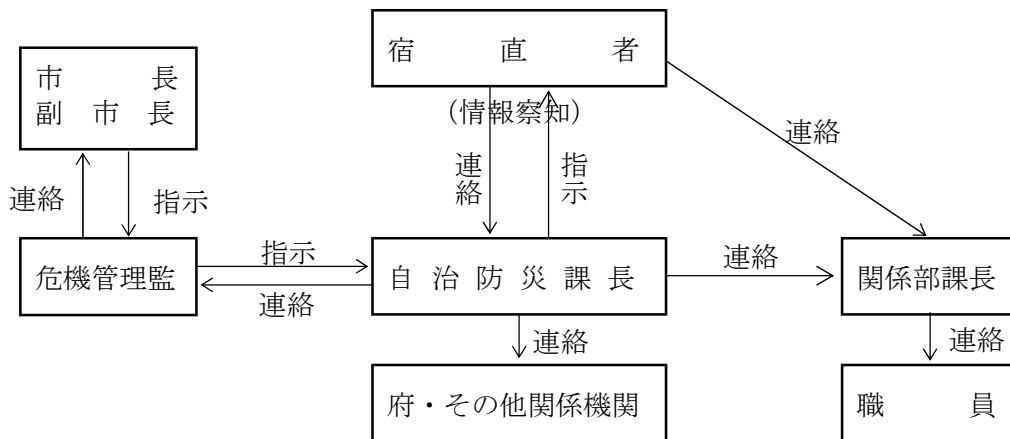 宿直者
市長
副市長
(情報察知)
連絡
連絡
指示
連絡
指示
危機管理監
指示
連絡
自治防災課長
連絡
関係部課長
連絡
連絡
府・その他関係機関
職員